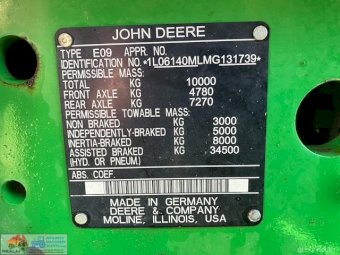 JOHN DEERE
TYPE E09 APPR. NO.
IDENTIFICATION NO. *1L06140MLMG131739*
PERMISSIBLE MASS:
TOTAL KG 10000
FRONT AXLE KG 4780
REAR AXLE KG 7270
PERMISSIBLE TOWABLE MASS:
NON BRAKED KG 3000
INDEPENDENTLY-BRAKED KG 5000
INERTIA-BRAKED KG 8000
ASSISTED BRAKED KG 34500
(HYD. OR PNEUM.)
ABS. COEF.
MADE IN GERMANY
DEERE & COMPANY
MOLINE, ILLINOIS, USA